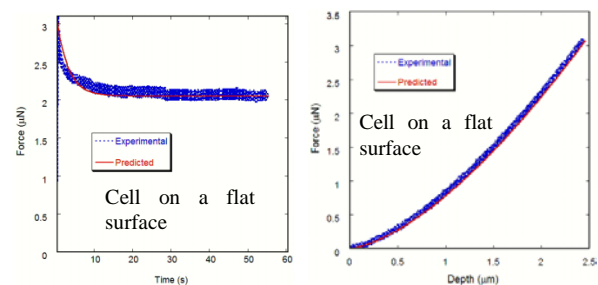 3
2.5
2
1.5
1
0.5
0
Force (μN)
Experimental
Predicted
Cell on a flat
surface
10 20 30 40 50 60
Time (s)
3.5
3
2.5
2
1.5
1
0.5
0
Force (μN)
Experimental
Predicted
Cell on a flat
surface
0 0.5 1 1.5 2 2.5
Depth (μm)